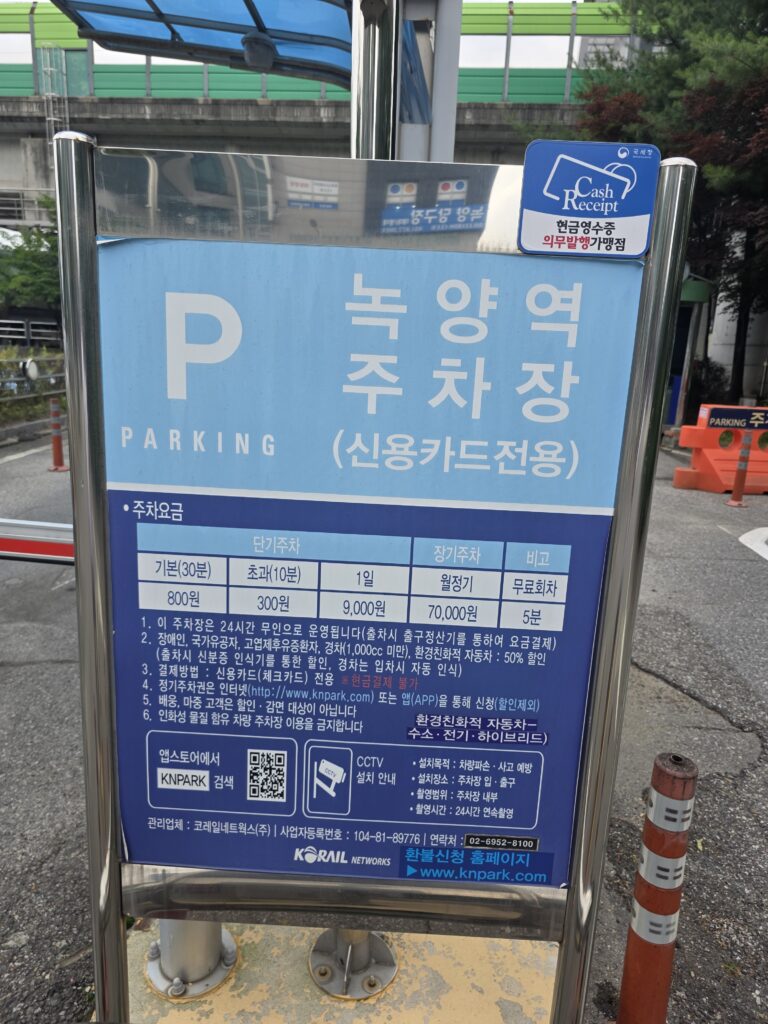 국세청
Cash
Receipt
현금영수증
의무발행가맹점
P
PARKING
녹양역
주차장
(신용카드전용)
• 주차요금
단기주차 장기주차 비고
기본(30분) 초과(10분) 1일 월정기 무료회차
800원 300원 9,000원 70,000원 5분
1. 이 주차장은 24시간 무인으로 운영됩니다(출차시 출구정산기를 통하여 요금결제)
2. 장애인, 국가유공자, 고엽제후유증환자, 경차(1,000cc 미만), 환경친화적 자동차 : 50% 할인
(출차시 신분증 인식기를 통한 할인, 경차는 입차시 자동 인식)
3. 결제방법 : 신용카드(체크카드) 전용 ※현금결제 불가
4. 정기주차권은 인터넷(http://www.knpark.com) 또는 앱(APP)을 통해 신청(할인제외)
5. 배웅, 마중 고객은 할인·감면 대상이 아닙니다
6. 인화성 물질 함유 차량 주차장 이용을 금지합니다
환경친화적 자동차-
수소·전기·하이브리드)
앱스토어에서
KNPARK 검색
CCTV
CCTV
설치 안내
• 설치목적 : 차량파손·사고 예방
• 설치장소 : 주차장 입·출구
• 촬영범위 : 주차장 내부
• 촬영시간 : 24시간 연속촬영
관리업체 : 코레일네트웍스(주) | 사업자등록번호 : 104-81-89776 | 연락처 : 02-6952-8100
KORAIL NETWORKS
환불신청 홈페이지
▶www.knpark.com
PARKING 주